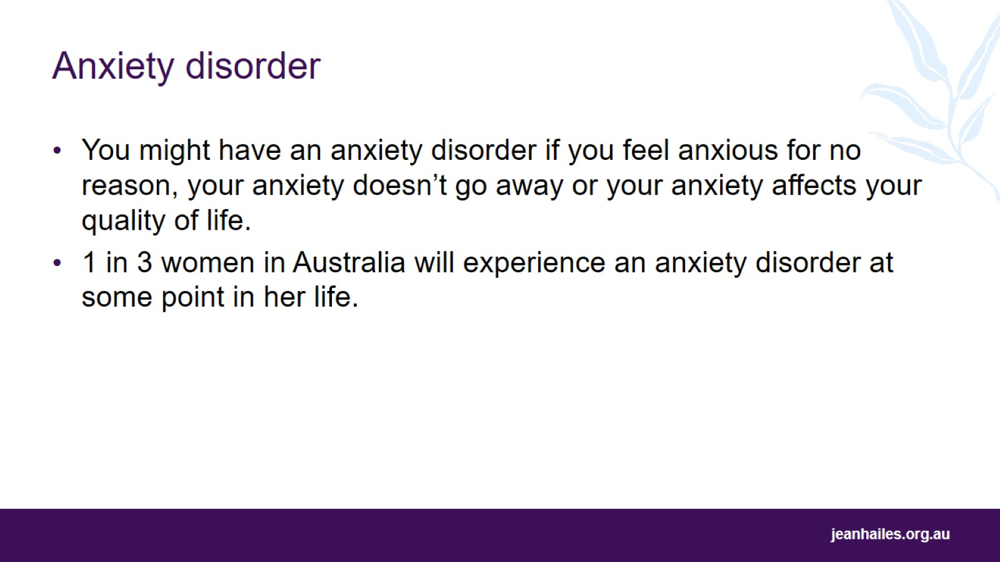 Anxiety disorder
• You might have an anxiety disorder if you feel anxious for no
reason, your anxiety doesn’t go away or your anxiety affects your
quality of life.
• 1 in 3 women in Australia will experience an anxiety disorder at
some point in her life.
jeanhailes.org.au